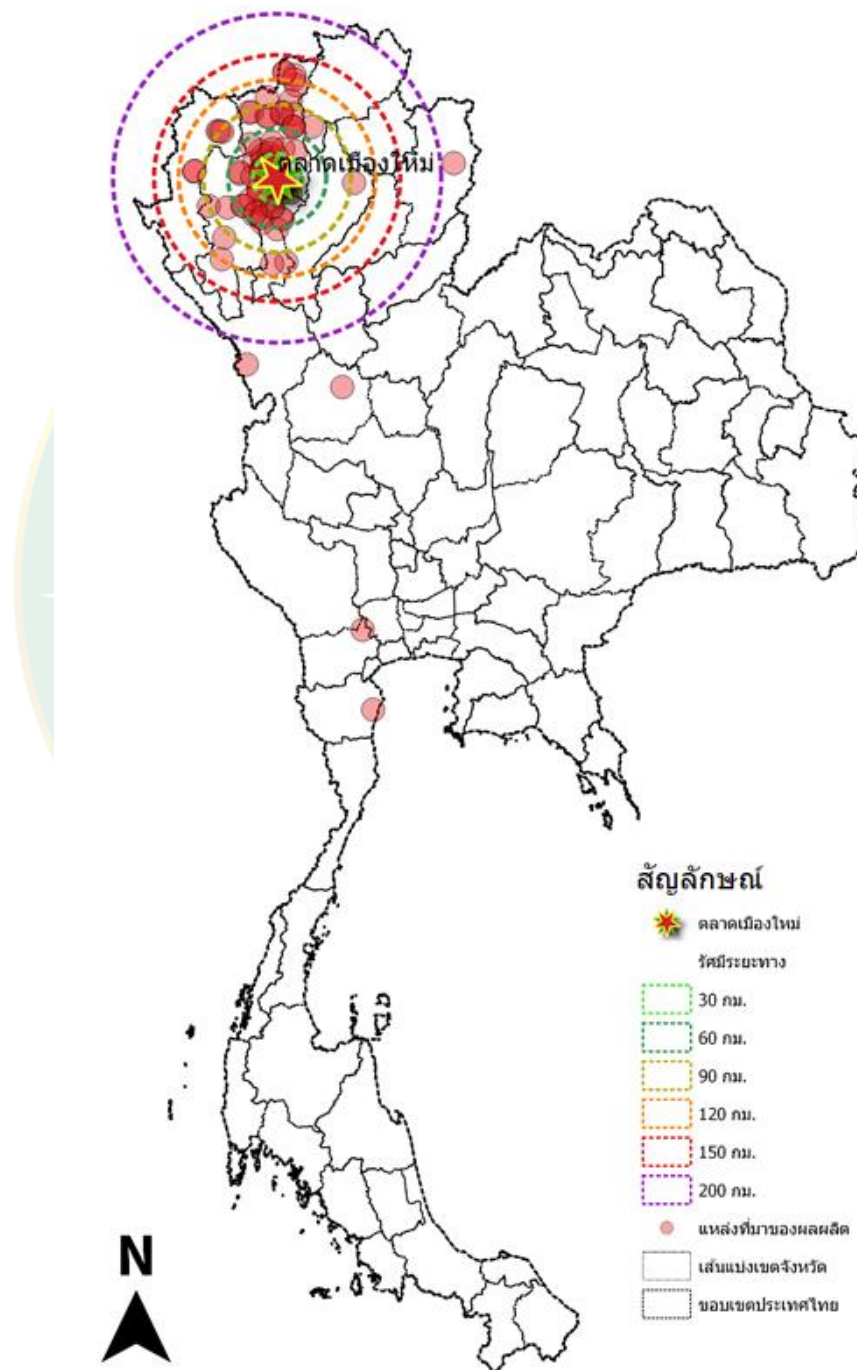 ตลาดเมืองใหม่
สัญลักษณ์
ตลาดเมืองใหม่
รัศมีระยะทาง
30 กม.
60 กม.
90 กม.
120 กม.
150 กม.
200 กม.
แหล่งที่มาของผลผลิต
เส้นแบ่งเขตจังหวัด
ขอบเขตประเทศไทย
N